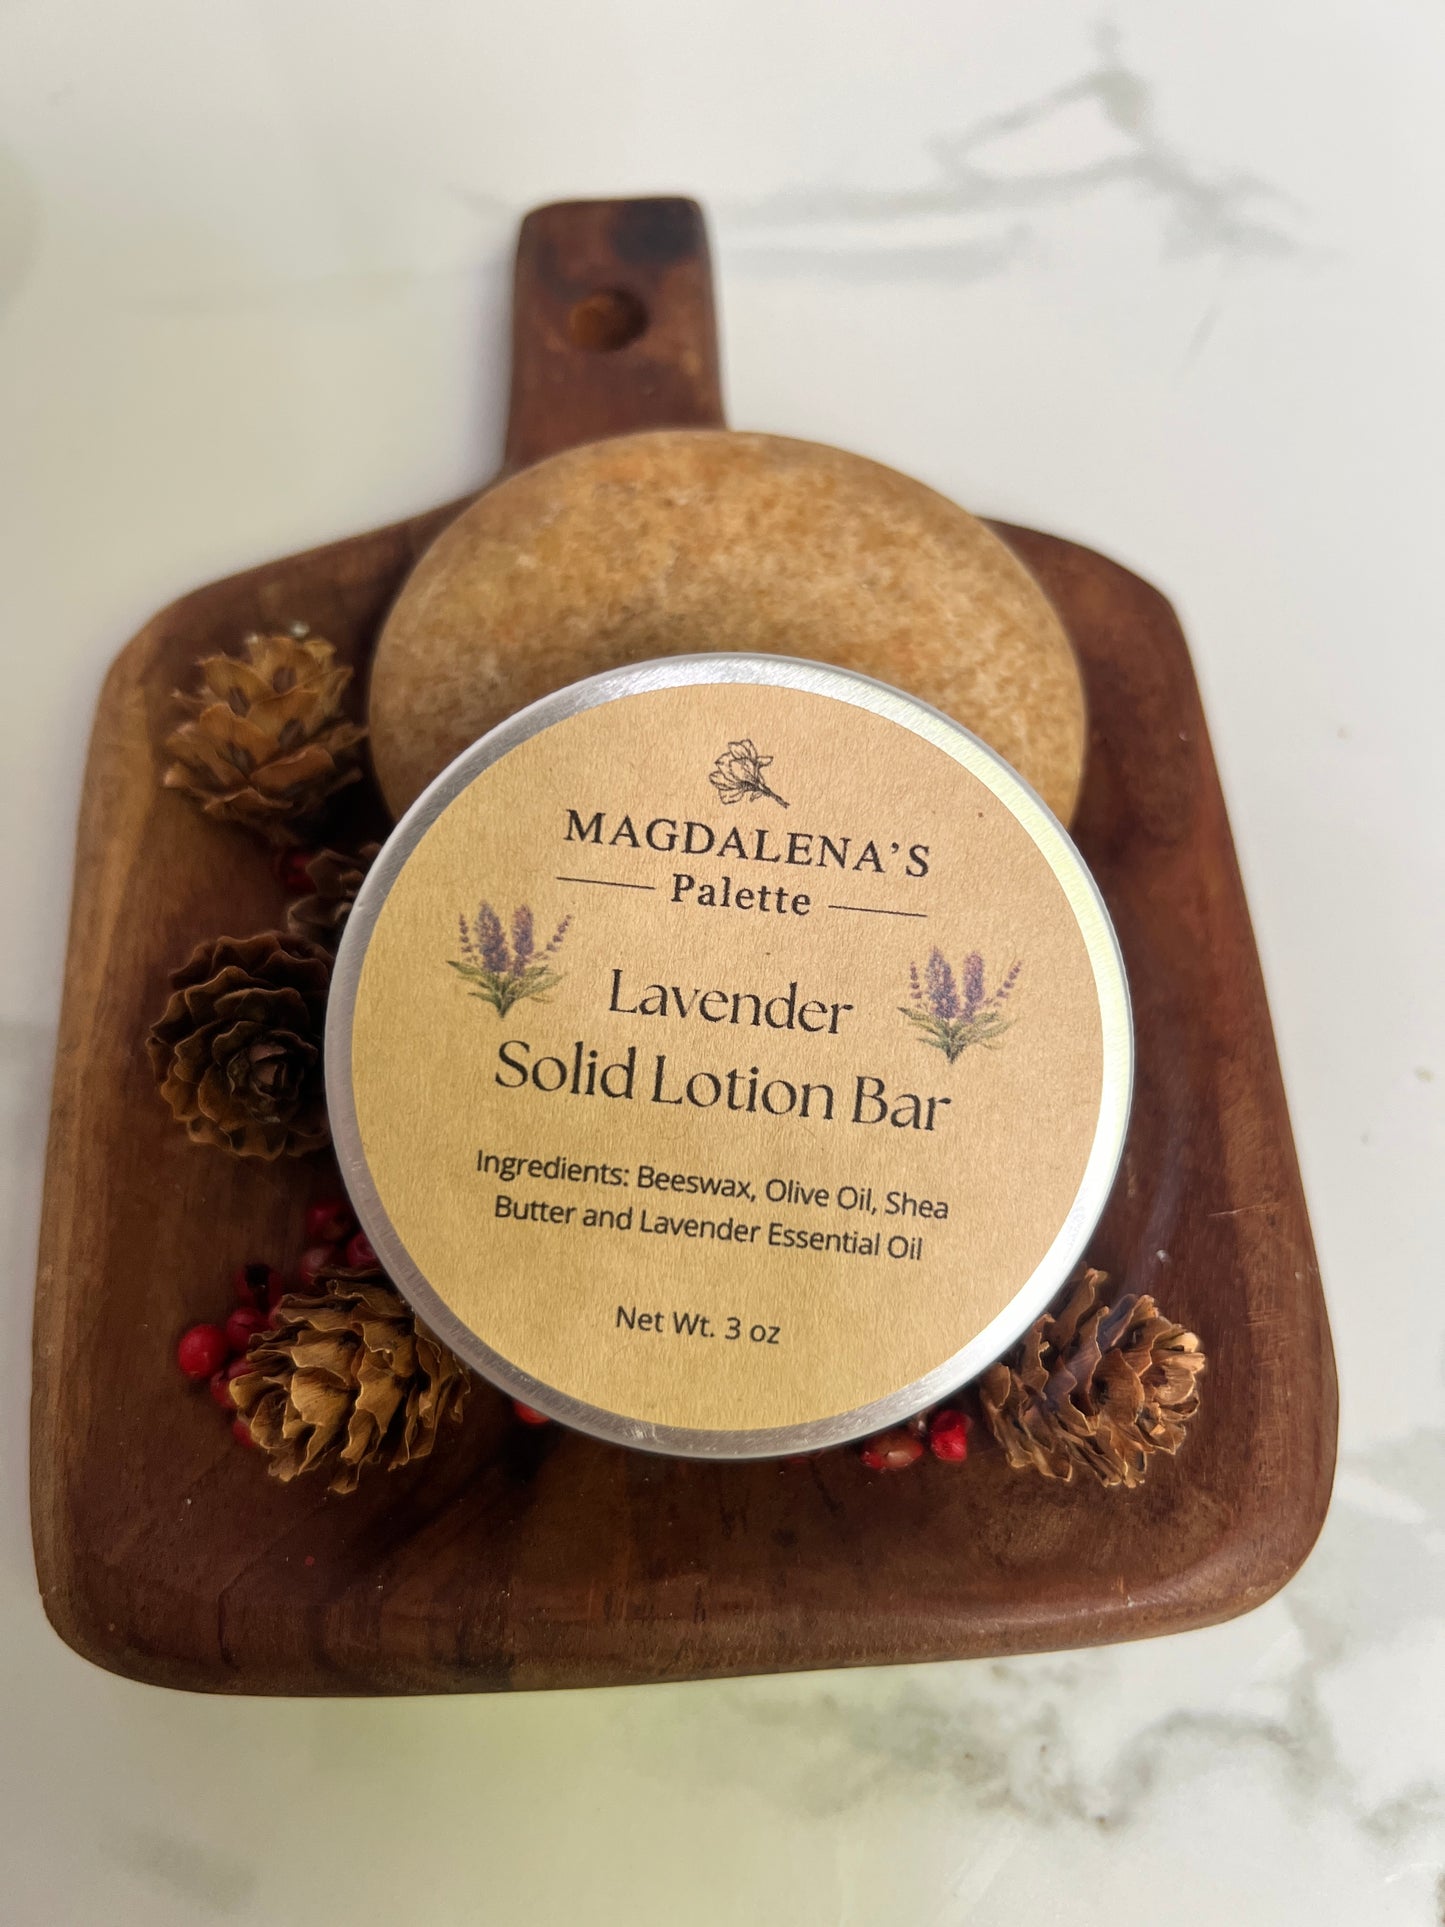 MAGDALENA'S
Palette
Lavender
Solid Lotion Bar
Ingredients: Beeswax, Olive Oil, Shea
Butter and Lavender Essential Oil
Net Wt. 3 oz